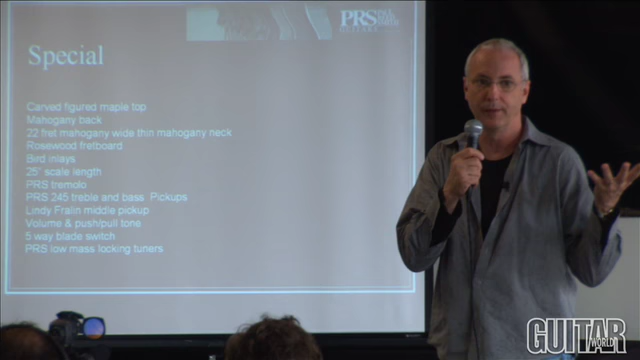 PRS
GUITARS
Special
Carved figured maple top
Mahogany back
22 fret mahogany wide thin mahogany neck
Rosewood fretboard
Bird inlays
25" scale length
PRS tremolo
PRS 245 treble and bass Pickups
Lindy Fralin middle pickup
Volume & push/pull tone
5 way blade switch
PRS low mass locking tuners
GUITAR
WORLD